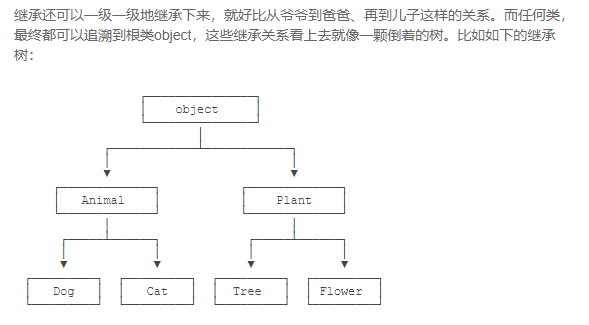 继承还可以一级一级地继承下来，就好比从爷爷到爸爸、再到儿子这样的关系。而任何类，
最终都可以追溯到根类object，这些继承关系看上去就像一颗倒着的树。比如如下的继承
树：
object
Animal Plant
Dog Cat Tree Flower